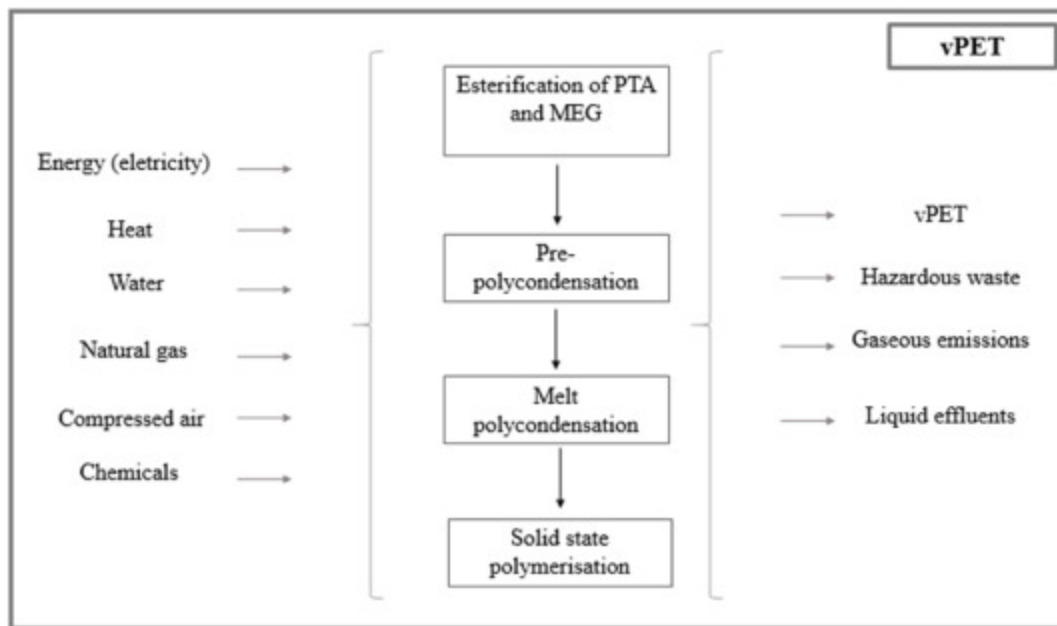 vPET
Esterification of PTA
and MEG
Energy (eletricity)
Heat
Water
Natural gas
Compressed air
Chemicals
Pre-
polycondensation
Melt
polycondensation
Solid state
polymerisation
vPET
Hazardous waste
Gaseous emissions
Liquid effluents